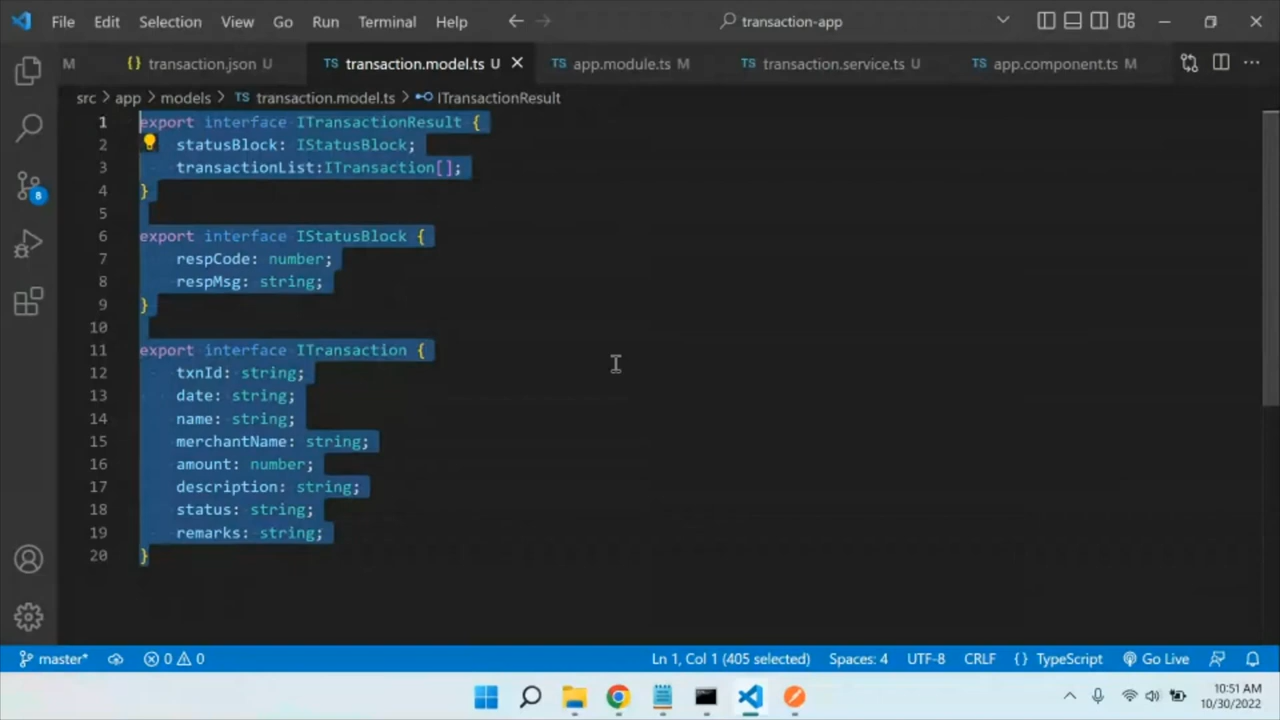 File Edit Selection View Go Run Terminal Help transaction-app
M {} transaction.json U TS transaction.model.ts U TS app.module.ts M TS transaction.service.ts U TS app.component.ts M
src > app > models > TS transaction.model.ts > ITransactionResult
1 export interface ITransactionResult {
2 statusBlock: IStatusBlock;
3 transactionList:ITransaction[];
4 }
5
6 export interface IStatusBlock {
7 respCode: number;
8 respMsg: string;
9 }
10
11 export interface ITransaction {
12 txnId: string;
13 date: string;
14 name: string;
15 merchantName: string;
16 amount: number;
17 description: string;
18 status: string;
19 remarks: string;
20 }
8
master* 0 0 Ln 1, Col 1 (405 selected) Spaces: 4 UTF-8 CRLF {} TypeScript Go Live
10:51 AM
10/30/2022